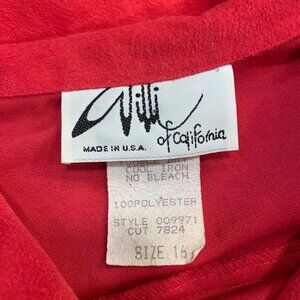 Willi
of California
MADE IN U.S.A.
COOL IRON
NO BLEACH
100POLYESTER
STYLE 009971
CUT 7824
SIZE 16